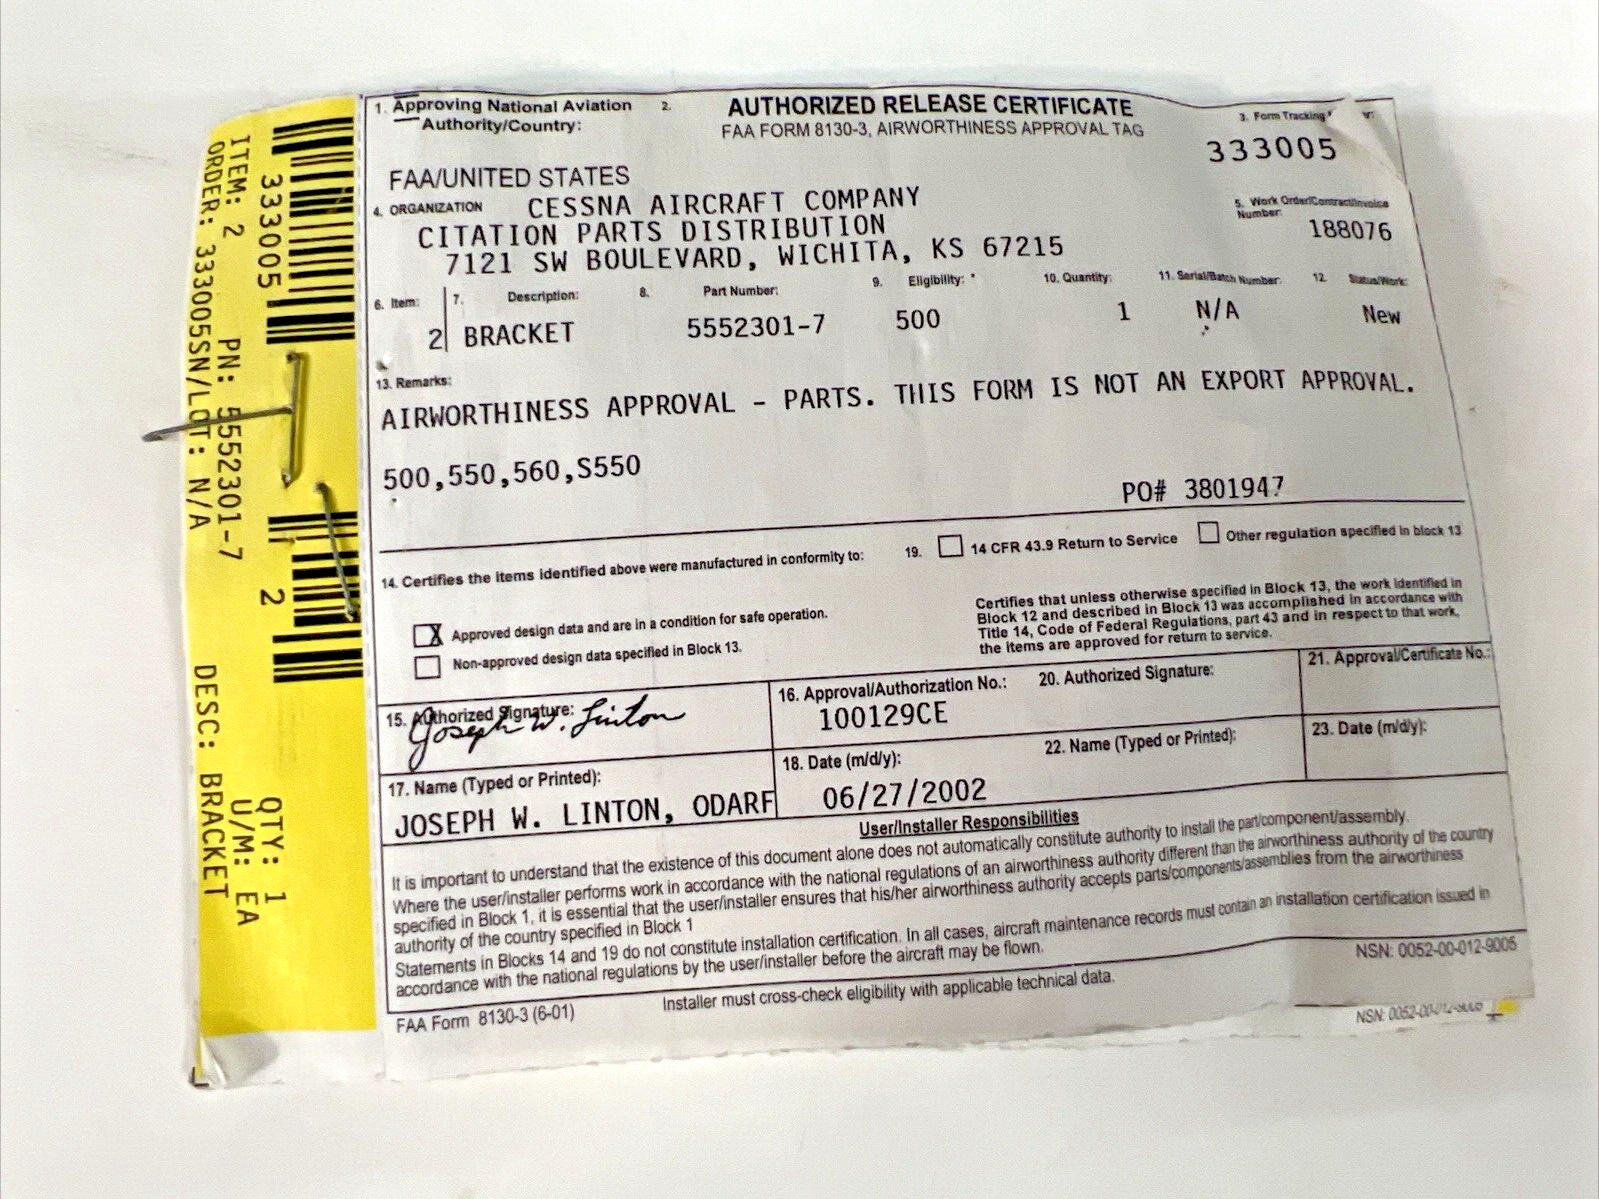 1. Approving National Aviation
Authority/Country:
2.
AUTHORIZED RELEASE CERTIFICATE
FAA FORM 8130-3, AIRWORTHINESS APPROVAL TAG
3. Form Tracking
333005
FAA/UNITED STATES
4. ORGANIZATION CESSNA AIRCRAFT COMPANY
CITATION PARTS DISTRIBUTION
7121 SW BOULEVARD, WICHITA, KS 67215
5. Work Order/Contract/Invoice
Number:
188076
6. Item: 7. Description: 8. Part Number: 9. Eligibility: * 10. Quantity: 11. Serial/Batch Number: 12. Status/Work:
2 BRACKET 5552301-7 500 1 N/A New
13. Remarks:
AIRWORTHINESS APPROVAL - PARTS. THIS FORM IS NOT AN EXPORT APPROVAL.
500,550,560,S550
PO# 3801947
14. Certifies the items identified above were manufactured in conformity to:
X Approved design data and are in a condition for safe operation.
Non-approved design data specified in Block 13.
19. 14 CFR 43.9 Return to Service Other regulation specified in block 13
Certifies that unless otherwise specified in Block 13, the work identified in
Block 12 and described in Block 13 was accomplished in accordance with
Title 14, Code of Federal Regulations, part 43 and in respect to that work,
the items are approved for return to service.
15. Authorized Signature:
Joseph W. Linton
16. Approval/Authorization No.:
100129CE
20. Authorized Signature:
21. Approval/Certificate No.:
17. Name (Typed or Printed):
JOSEPH W. LINTON, ODARF
18. Date (m/d/y):
06/27/2002
22. Name (Typed or Printed):
23. Date (m/d/y):
User/Installer Responsibilities
It is important to understand that the existence of this document alone does not automatically constitute authority to install the part/component/assembly.
Where the user/installer performs work in accordance with the national regulations of an airworthiness authority different than the airworthiness authority of the country
specified in Block 1, it is essential that the user/installer ensures that his/her airworthiness authority accepts parts/components/assemblies from the airworthiness
authority of the country specified in Block 1
Statements in Blocks 14 and 19 do not constitute installation certification. In all cases, aircraft maintenance records must contain an installation certification issued in
accordance with the national regulations by the user/installer before the aircraft may be flown.
NSN: 0052-00-012-9005
FAA Form 8130-3 (6-01)
Installer must cross-check eligibility with applicable technical data.
NSN: 0052-00-012-9005
333005
2
QTY: 1
ITEM: 2 PN: 5552301-7 U/M: EA
ORDER: 333005SN/LOT: N/A DESC: BRACKET